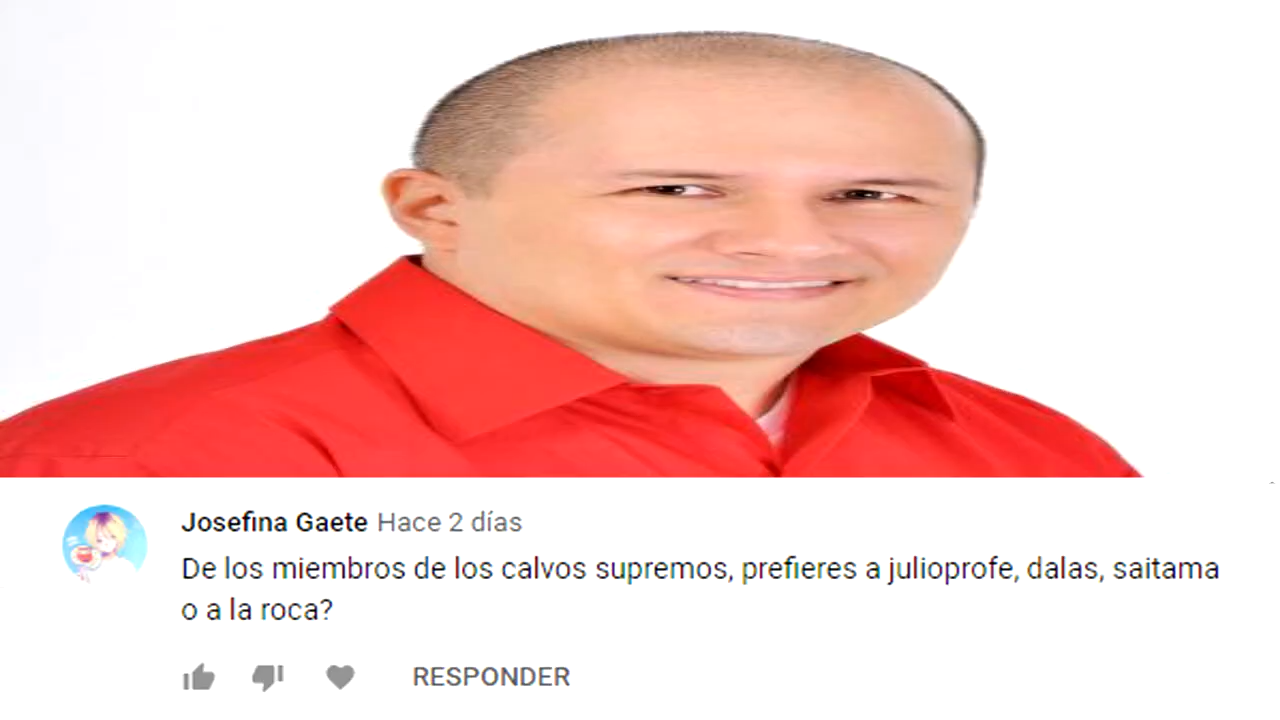 Josefina Gaete Hace 2 días
De los miembros de los calvos supremos, prefieres a julioprofe, dalas, saitama
o a la roca?
RESPONDER